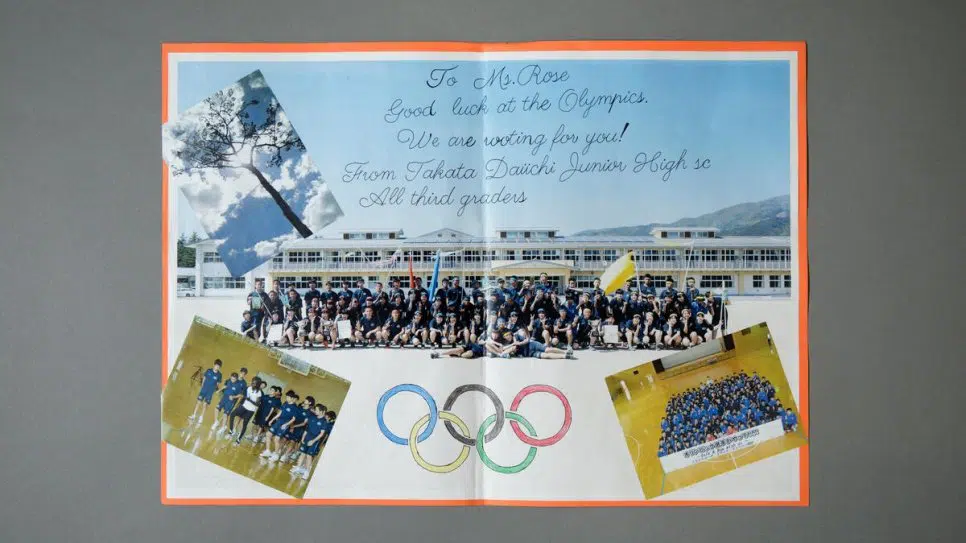 To Ms. Rose
Good luck at the Olympics.
We are rooting for you!
From Takata Daiichi Junior High sc
All third graders